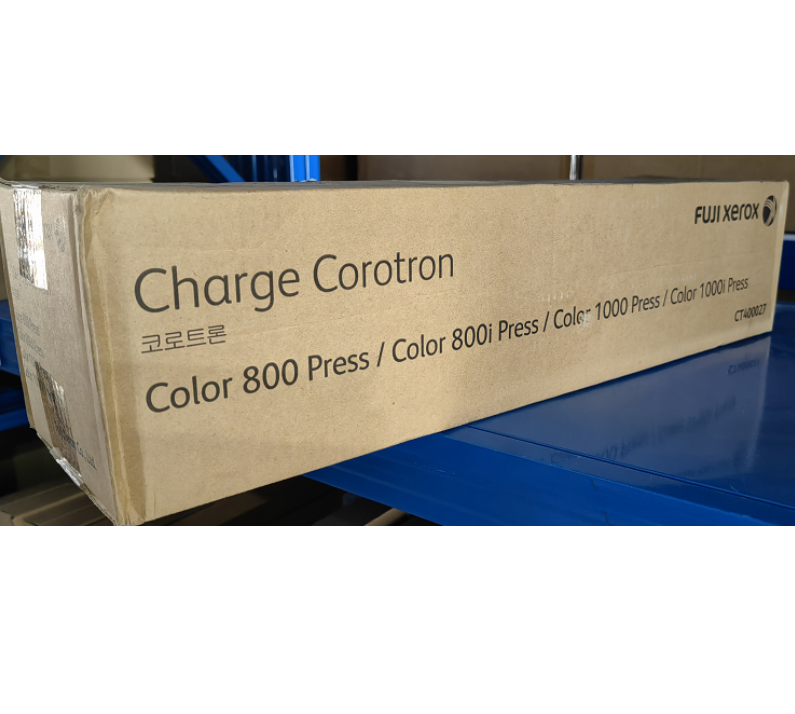 FUJI xerox
Charge Corotron
코로트론
Color 800 Press / Color 800i Press / Color 1000 Press / Color 1000i Press
CT400027